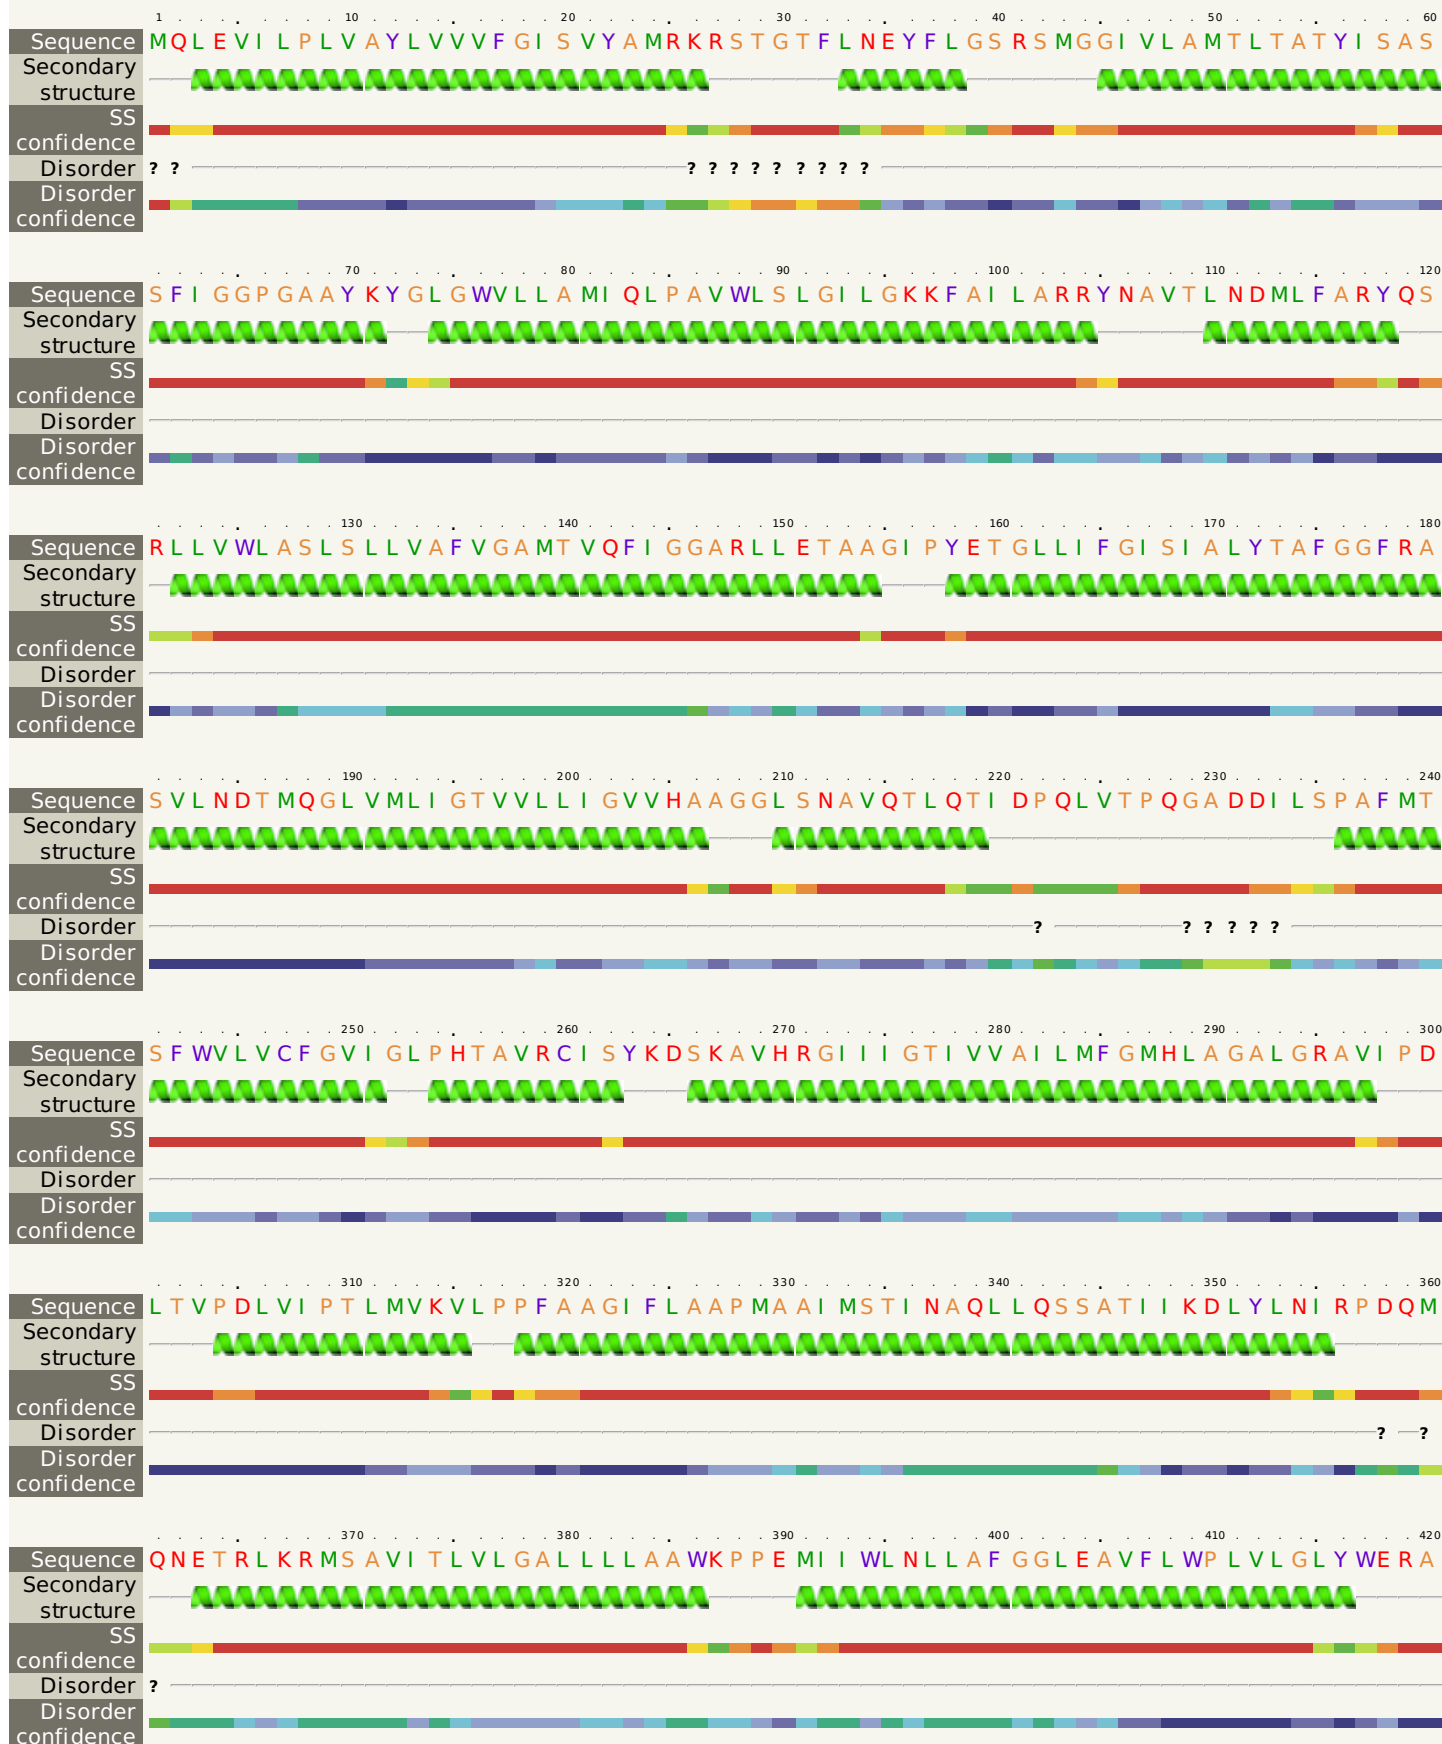 1 10 20 30 40 50 60
Sequence MQLEVILPLVAYLVVVFGISVYAMRKRSTGTFLNEYFLGSRSMGGIVLAMTLTATYISAS
Secondary
structure
SS
confidence
Disorder ? ? ? ? ? ? ? ? ? ? ?
Disorder
confidence
70 80 90 100 110 120
Sequence SFIGGPGAAYKYGLGWVLLAMIQLPAVWLSLGILGKKFAILARRYNAVTLNDMLFARYQS
Secondary
structure
SS
confidence
Disorder
Disorder
confidence
130 140 150 160 170 180
Sequence RLLVWLASLSLLVAFVGAMTVQFIGGARLLETAAGIPYETGLLIFGISIALYTAFGGFRA
Secondary
structure
SS
confidence
Disorder
Disorder
confidence
190 200 210 220 230 240
Sequence SVLNDTMQGLVMLIGTVVLLIGVVHAAGGLSNAVQTLQTIDPQLVTPQGADDILSPAFMT
Secondary
structure
SS
confidence
Disorder ? ? ? ? ? ?
Disorder
confidence
250 260 270 280 290 300
Sequence SFWVLVCFGVIGLPHTAVRCISYKDSKAVHRGIIIGTIVVAILMFGMHLAGALGRAVIPD
Secondary
structure
SS
confidence
Disorder
Disorder
confidence
310 320 330 340 350 360
Sequence LTVPDLVIPTLMVKVLPPFAAGIFLAAPMAAIMSTINAQLLQSSATIIKDLYLNIRPDQM
Secondary
structure
SS
confidence
Disorder ? ?
Disorder
confidence
370 380 390 400 410 420
Sequence QNETRLKRMSAVITLVLGALLLLAAWKPPEMIIWLNLLAFGGLEAVFLWPLVLGLYWERA
Secondary
structure
SS
confidence
Disorder ?
Disorder
confidence